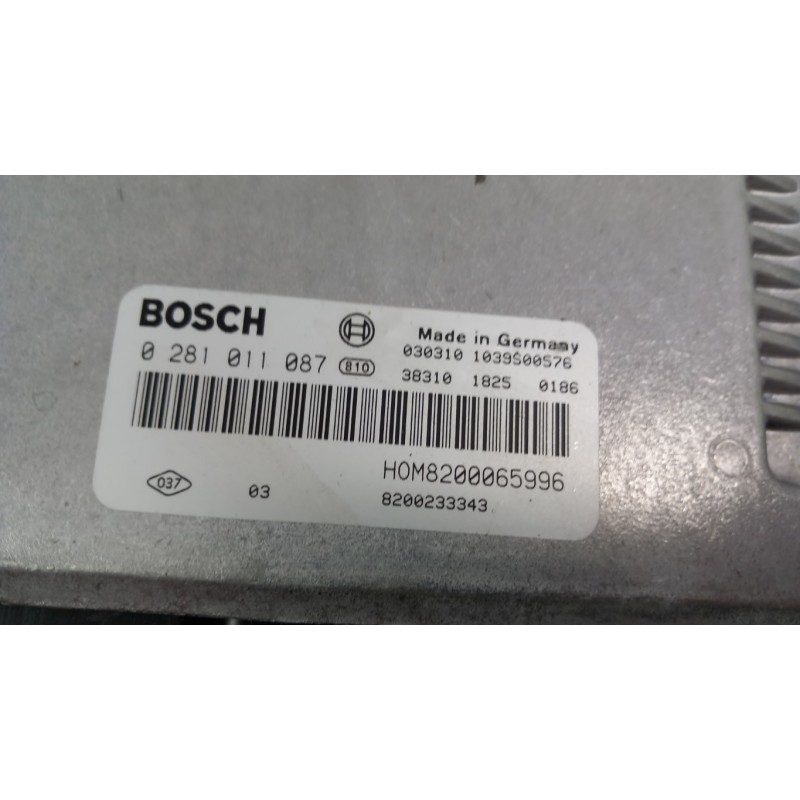 BOSCH
Made in Germany
0 281 011 087 810
030310 1039S00576
38310 1825 0186
HOM8200065996
037 03
8200233343